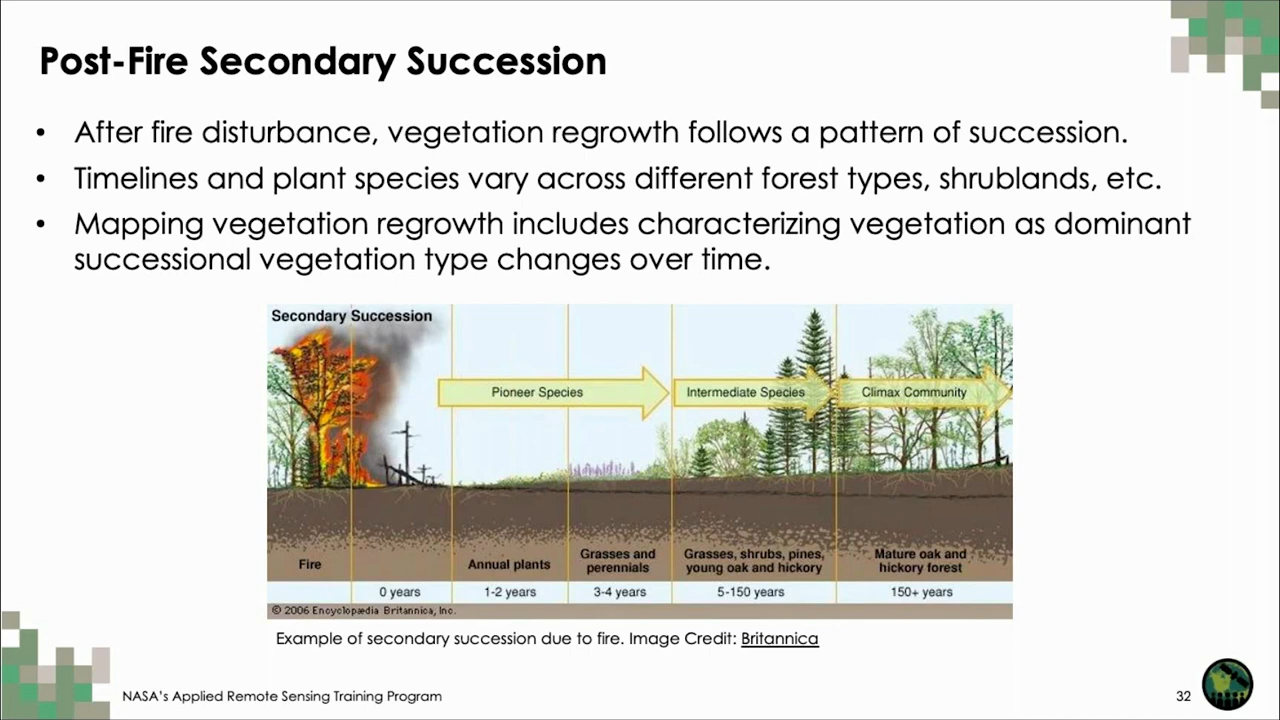 Post-Fire Secondary Succession
• After fire disturbance, vegetation regrowth follows a pattern of succession.
• Timelines and plant species vary across different forest types, shrublands, etc.
• Mapping vegetation regrowth includes characterizing vegetation as dominant
successional vegetation type changes over time.
Secondary Succession
Pioneer Species
Intermediate Species
Climax Community
Fire
Annual plants
Grasses and
perennials
Grasses, shrubs, pines,
young oak and hickory
Mature oak and
hickory forest
0 years
1-2 years
3-4 years
5-150 years
150+ years
© 2006 Encyclopædia Britannica, Inc.
Example of secondary succession due to fire. Image Credit: Britannica
NASA's Applied Remote Sensing Training Program
32